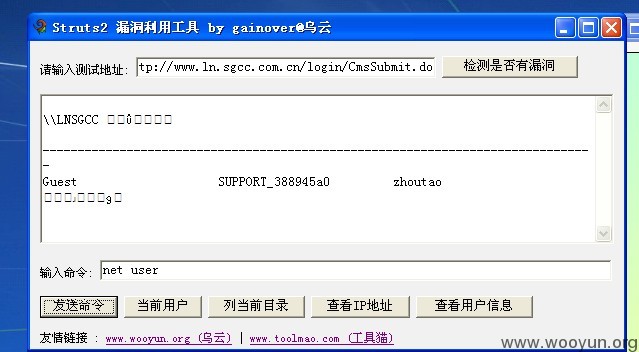 Struts2 漏洞利用工具 by gainover@乌云
请输入测试地址: tp://www.ln.sgcc.com.cn/login/CmsSubmit.do 检测是否有漏洞
\\LNSGCC
-------------------------------------------------------------------------------
Guest SUPPORT_388945a0 zhoutao
输入命令: net user
发送命令 当前用户 列当前目录 查看IP地址 查看用户信息
友情链接 : www.wooyun.org (乌云) | www.toolmao.com (工具猫)
www.wooyun.org